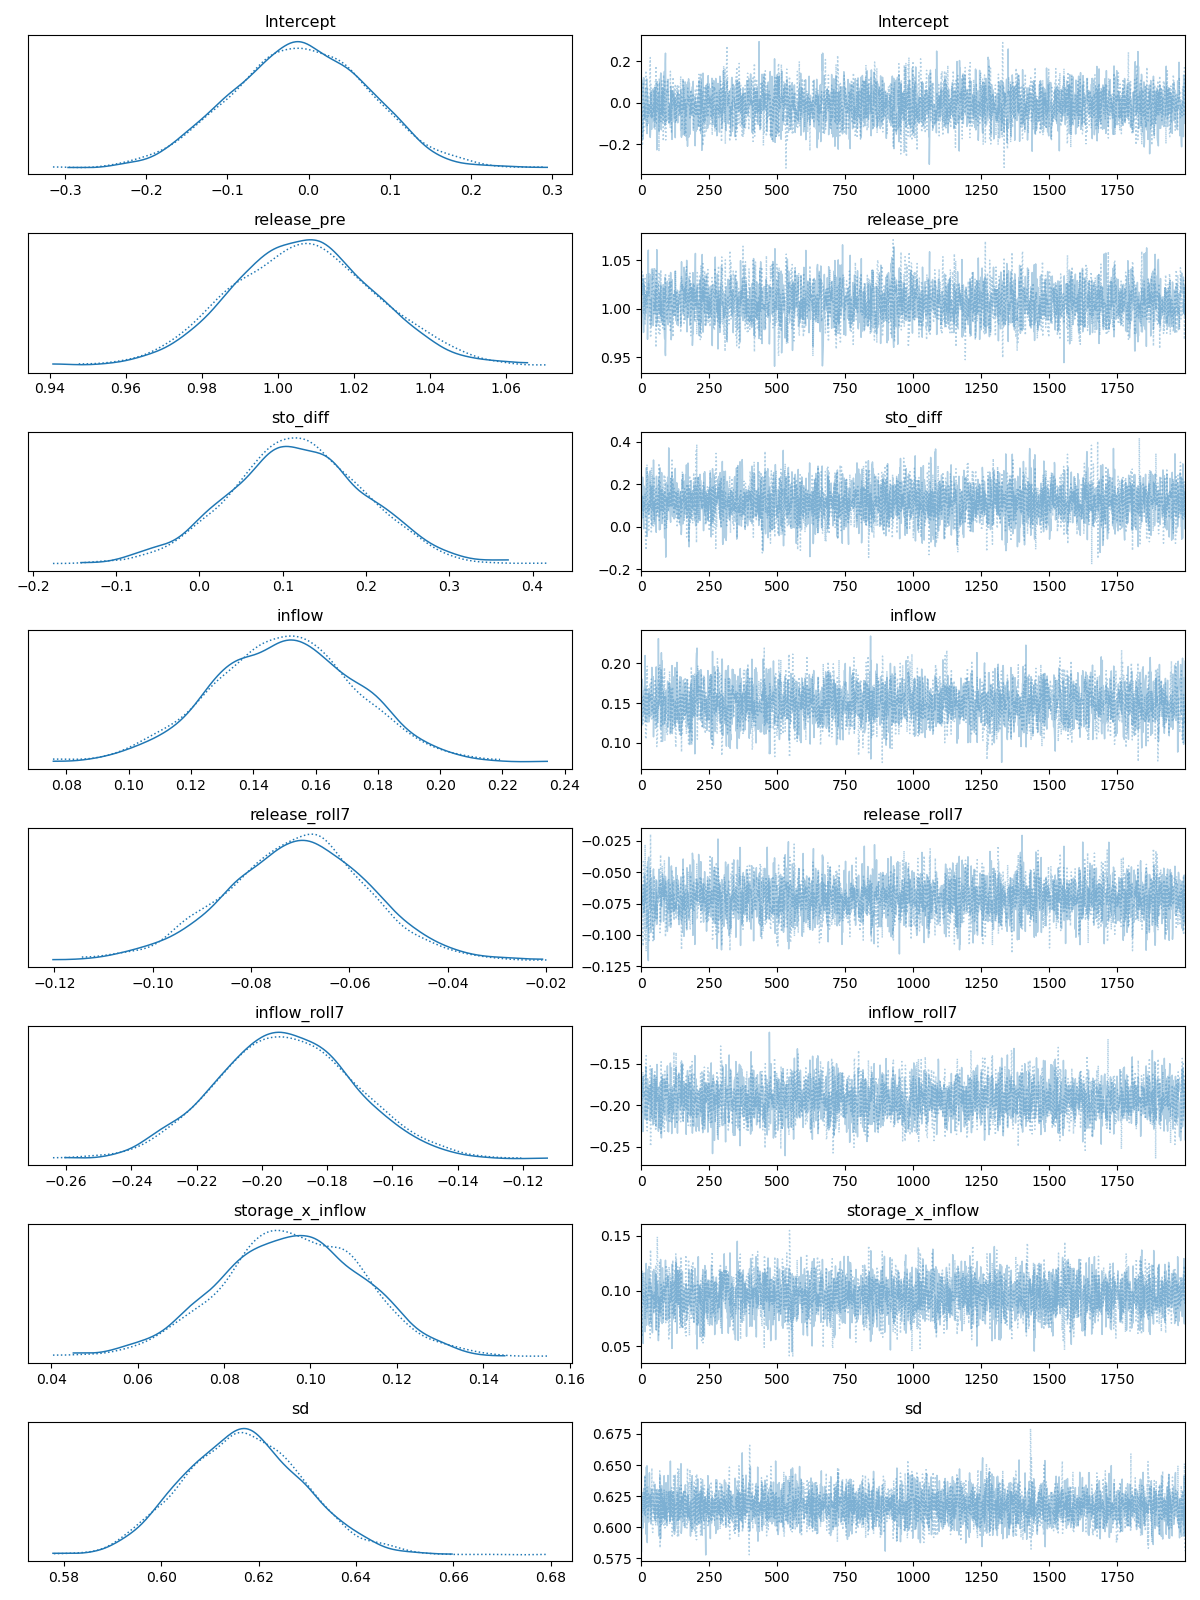 Intercept Intercept
0.2
0.0
−0.2
−0.3 −0.2 −0.1 0.0 0.1 0.2 0.3 0 250 500 750 1000 1250 1500 1750
release_pre release_pre
1.05
1.00
0.95
0.94 0.96 0.98 1.00 1.02 1.04 1.06 0 250 500 750 1000 1250 1500 1750
sto_diff sto_diff
0.4
0.2
0.0
−0.2
−0.2 −0.1 0.0 0.1 0.2 0.3 0.4 0 250 500 750 1000 1250 1500 1750
inflow inflow
0.20
0.15
0.10
0.08 0.10 0.12 0.14 0.16 0.18 0.20 0.22 0.24 0 250 500 750 1000 1250 1500 1750
release_roll7 release_roll7
−0.025
−0.050
−0.075
−0.100
−0.125
−0.12 −0.10 −0.08 −0.06 −0.04 −0.02 0 250 500 750 1000 1250 1500 1750
inflow_roll7 inflow_roll7
−0.15
−0.20
−0.25
−0.26 −0.24 −0.22 −0.20 −0.18 −0.16 −0.14 −0.12 0 250 500 750 1000 1250 1500 1750
storage_x_inflow storage_x_inflow
0.15
0.10
0.05
0.04 0.06 0.08 0.10 0.12 0.14 0.16 0 250 500 750 1000 1250 1500 1750
sd sd
0.675
0.650
0.625
0.600
0.575
0.58 0.60 0.62 0.64 0.66 0.68 0 250 500 750 1000 1250 1500 1750